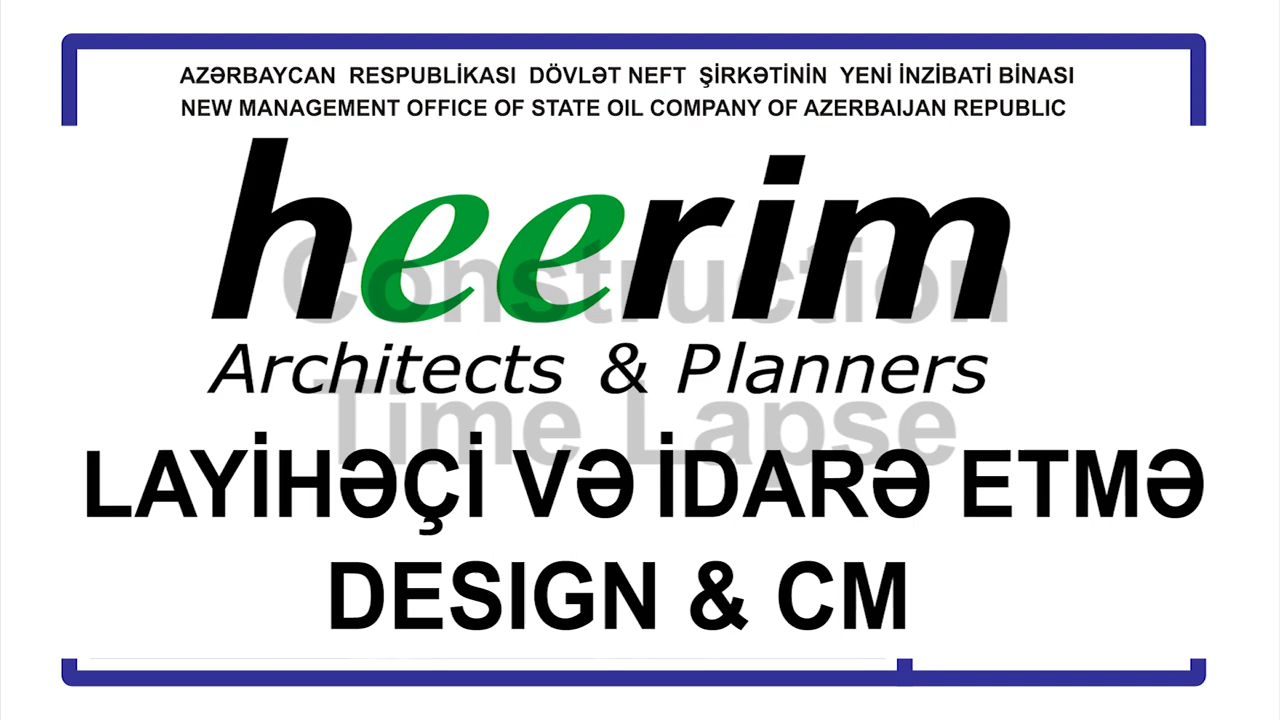 AZƏRBAYCAN RESPUBLİKASI DÖVLƏT NEFT ŞİRKƏTİNİN YENİ İNZİBATİ BİNASI
NEW MANAGEMENT OFFICE OF STATE OIL COMPANY OF AZERBAIJAN REPUBLIC
heerim
Construction
Architects & Planners
Time Lapse
LAYİHƏÇİ VƏ İDARƏ ETMƏ
DESIGN & CM